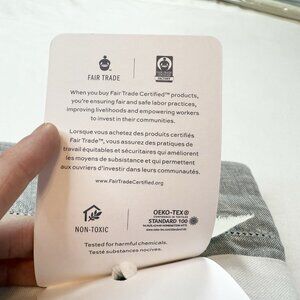 FAIR TRADE
When you buy Fair Trade Certified™ products,
you're ensuring fair and safe labor practices,
improving livelihoods and empowering workers
to invest in their communities.
Lorsque vous achetez des produits certifiés
Fair Trade™, vous assurez des pratiques de
travail équitables et sécuritaires qui améliorent
les moyens de subsistance et qui permettent
aux ouvriers d'investir dans leurs communautés.
www.FairTradeCertified.org
NON-TOXIC
OEKO-TEX®
STANDARD 100
Tested for harmful chemicals.
Testé substances nocives.